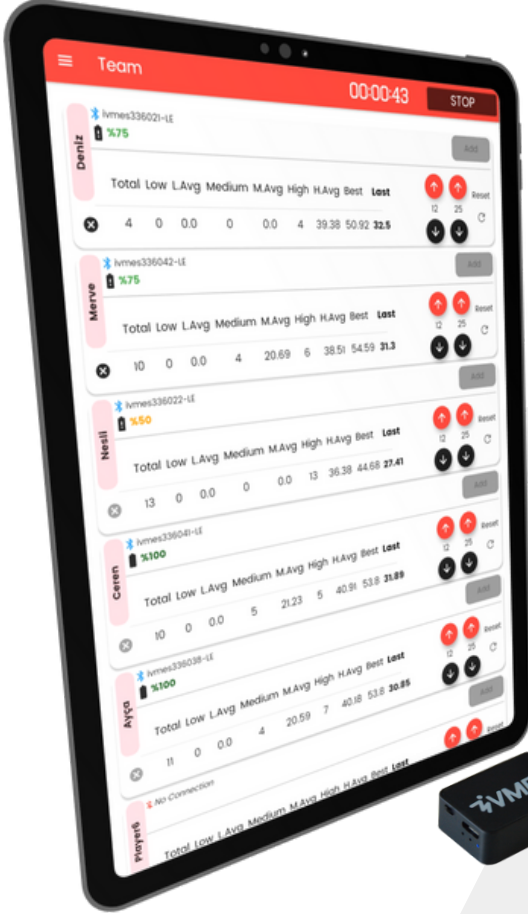 Team 00:00:43 STOP
Deniz
ivmes336021-LE
%75
Add
Total Low L.Avg Medium M.Avg High H.Avg Best Last
12 25 Reset
4 0 0.0 0 0.0 4 39.38 50.92 32.5
Merve
ivmes336042-LE
%75
Add
Total Low L.Avg Medium M.Avg High H.Avg Best Last
12 25 Reset
10 0 0.0 4 20.69 6 38.51 54.59 31.3
Nesli
ivmes336022-LE
%50
Add
Total Low L.Avg Medium M.Avg High H.Avg Best Last
12 25 Reset
13 0 0.0 0 0.0 13 36.38 44.68 27.41
Ceren
ivmes336041-LE
%100
Add
Total Low L.Avg Medium M.Avg High H.Avg Best Last
12 25 Reset
10 0 0.0 5 21.23 5 40.91 53.8 31.89
Ayça
ivmes336038-LE
%100
Add
Total Low L.Avg Medium M.Avg High H.Avg Best Last
12 25 Reset
11 0 0.0 4 20.59 7 40.18 53.8 30.85
Player6
No Connection
Add
Total Low L.Avg Medium M.Avg High H.Avg Best Last
Reset